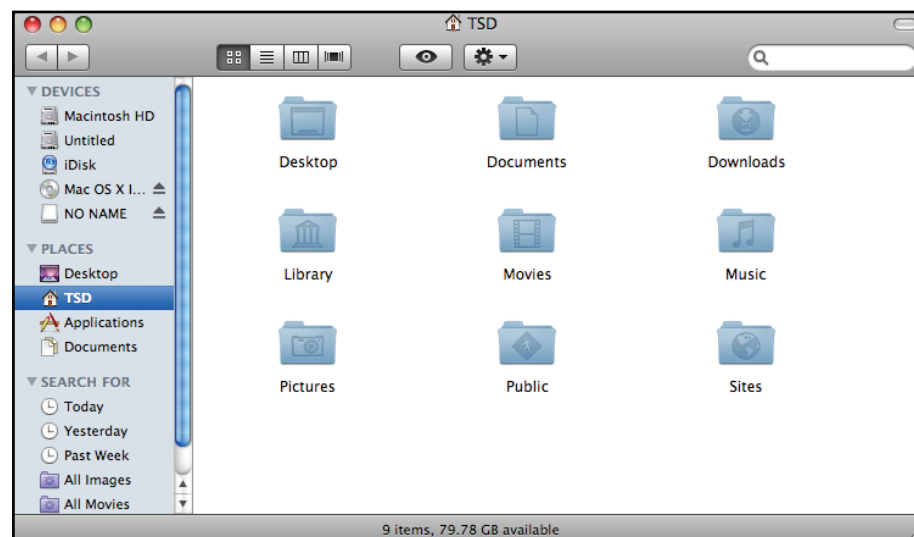 TSD
DEVICES
Macintosh HD
Untitled
iDisk
Mac OS X I...
NO NAME
PLACES
Desktop
TSD
Applications
Documents
SEARCH FOR
Today
Yesterday
Past Week
All Images
All Movies
Desktop
Documents
Downloads
Library
Movies
Music
Pictures
Public
Sites
9 items, 79.78 GB available